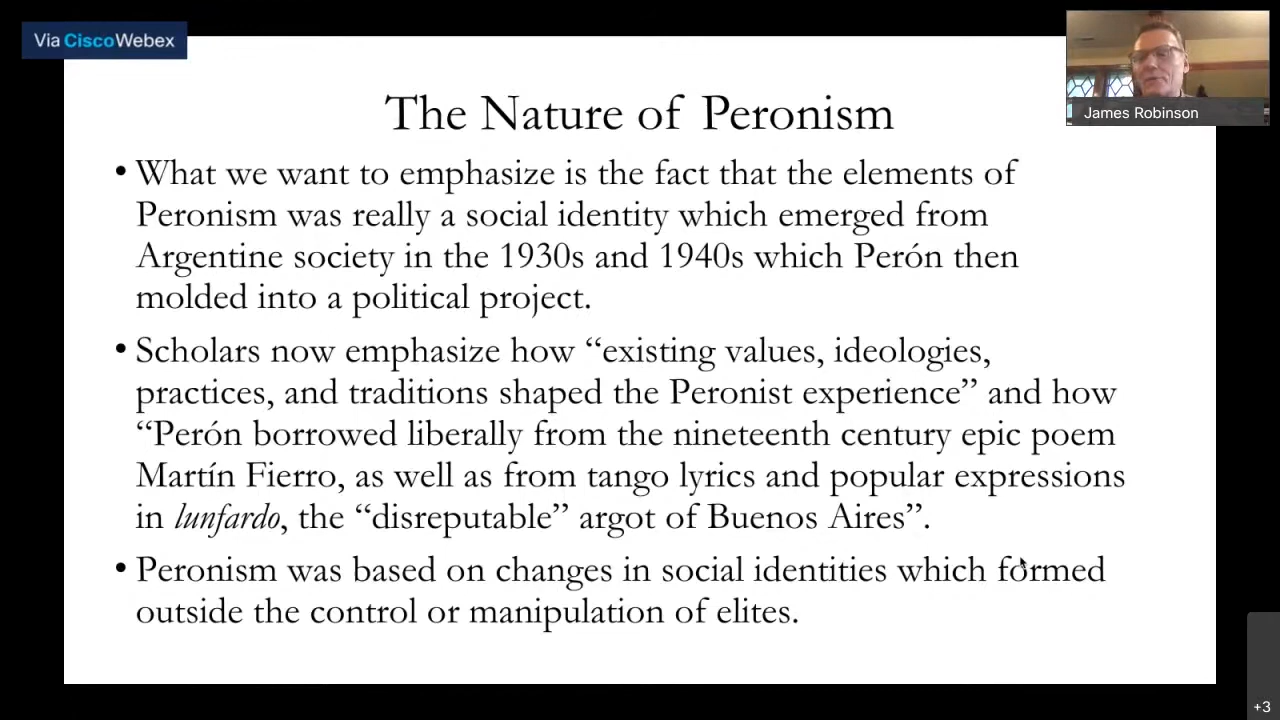 Via CiscoWebex
James Robinson
The Nature of Peronism
• What we want to emphasize is the fact that the elements of
Peronism was really a social identity which emerged from
Argentine society in the 1930s and 1940s which Perón then
molded into a political project.
• Scholars now emphasize how “existing values, ideologies,
practices, and traditions shaped the Peronist experience” and how
“Perón borrowed liberally from the nineteenth century epic poem
Martín Fierro, as well as from tango lyrics and popular expressions
in lunfardo, the “disreputable” argot of Buenos Aires”.
• Peronism was based on changes in social identities which formed
outside the control or manipulation of elites.
+3